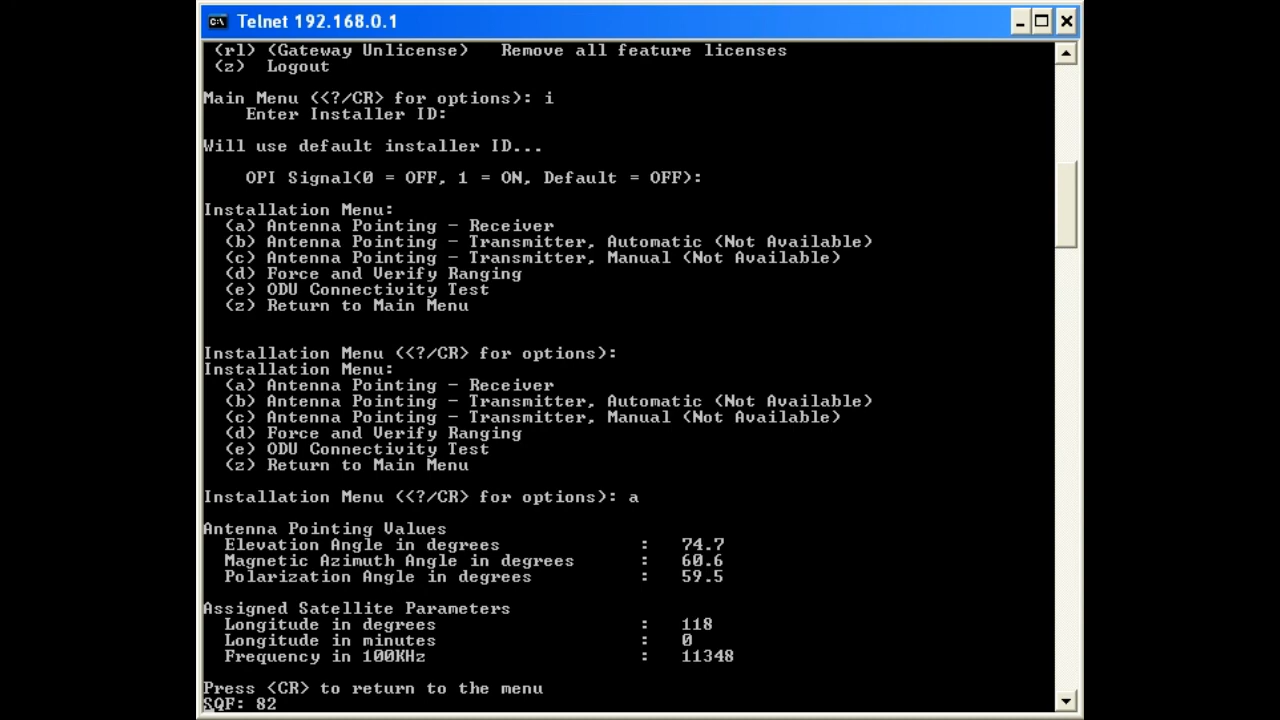 Telnet 192.168.0.1
(rl) (Gateway Unlicense)   Remove all feature licenses
(z)  Logout
Main Menu (<?/CR> for options): i
Enter Installer ID:
Will use default installer ID...
OPI Signal(0 = OFF, 1 = ON, Default = OFF):
Installation Menu:
(a) Antenna Pointing - Receiver
(b) Antenna Pointing - Transmitter, Automatic (Not Available)
(c) Antenna Pointing - Transmitter, Manual (Not Available)
(d) Force and Verify Ranging
(e) ODU Connectivity Test
(z) Return to Main Menu
Installation Menu (<?/CR> for options):
Installation Menu:
(a) Antenna Pointing - Receiver
(b) Antenna Pointing - Transmitter, Automatic (Not Available)
(c) Antenna Pointing - Transmitter, Manual (Not Available)
(d) Force and Verify Ranging
(e) ODU Connectivity Test
(z) Return to Main Menu
Installation Menu (<?/CR> for options): a
Antenna Pointing Values
Elevation Angle in degrees : 74.7
Magnetic Azimuth Angle in degrees : 60.6
Polarization Angle in degrees : 59.5
Assigned Satellite Parameters
Longitude in degrees : 118
Longitude in minutes : 0
Frequency in 100KHz : 11348
Press <CR> to return to the menu
SQF: 82